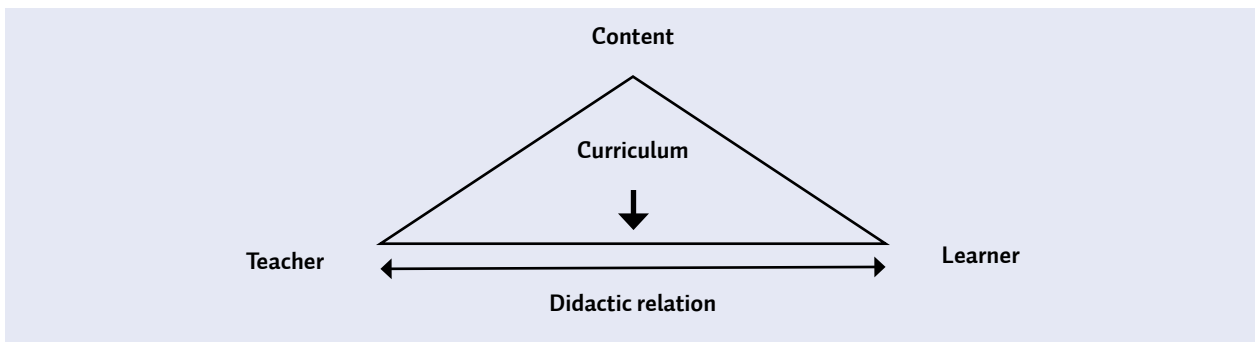 Content
Curriculum
Teacher
Learner
Didactic relation